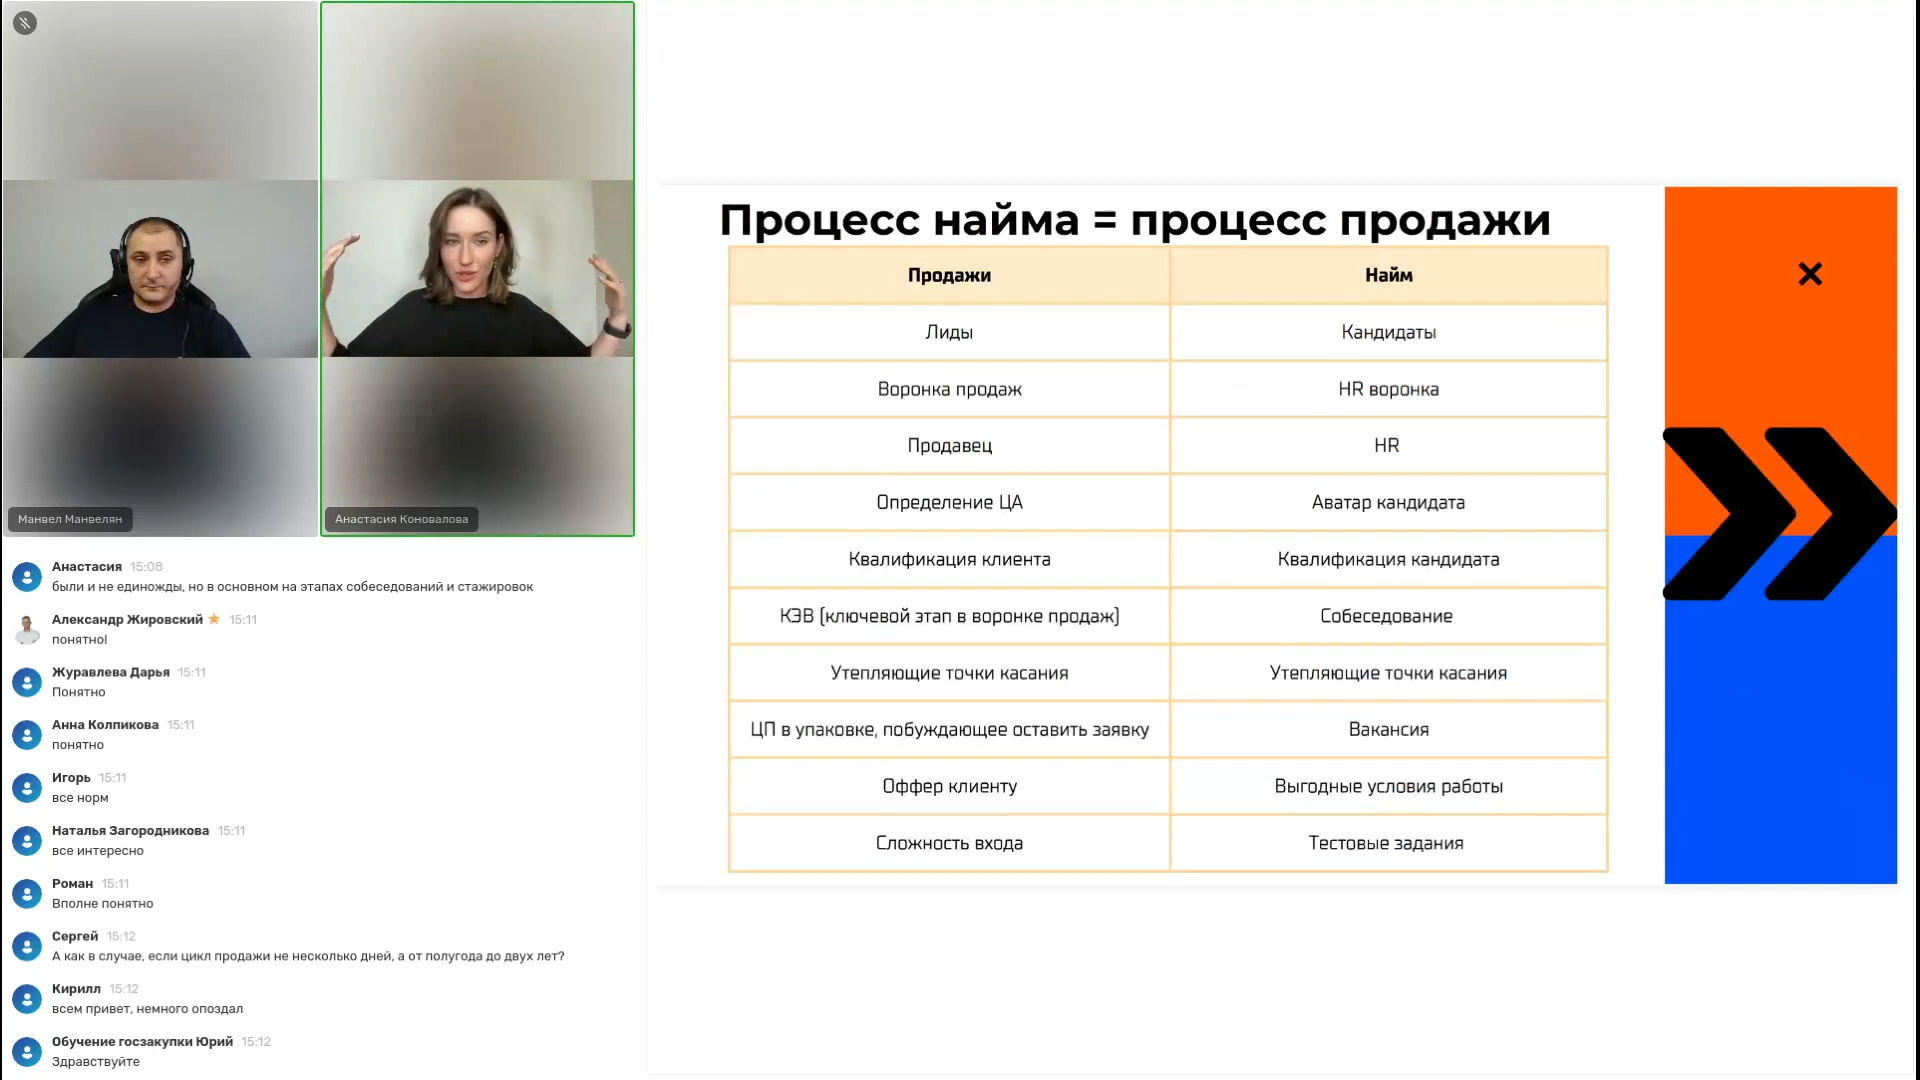 Манвел Манвелян
Анастасия Коновалова
Анастасия 15:08
были и не единожды, но в основном на этапах собеседований и стажировок
Александр Жировский 15:11
понятно!
Журавлева Дарья 15:11
Понятно
Анна Колпикова 15:11
понятно
Игорь 15:11
все норм
Наталья Загородникова 15:11
все интересно
Роман 15:11
Вполне понятно
Сергей 15:12
А как в случае, если цикл продажи не несколько дней, а от полугода до двух лет?
Кирилл 15:12
всем привет, немного опоздал
Обучение госзакупки Юрий 15:12
Здравствуйте
Процесс найма = процесс продажи
Продажи Найм
Лиды Кандидаты
Воронка продаж HR воронка
Продавец HR
Определение ЦА Аватар кандидата
Квалификация клиента Квалификация кандидата
КЭВ (ключевой этап в воронке продаж) Собеседование
Утепляющие точки касания Утепляющие точки касания
ЦП в упаковке, побуждающее оставить заявку Вакансия
Оффер клиенту Выгодные условия работы
Сложность входа Тестовые задания